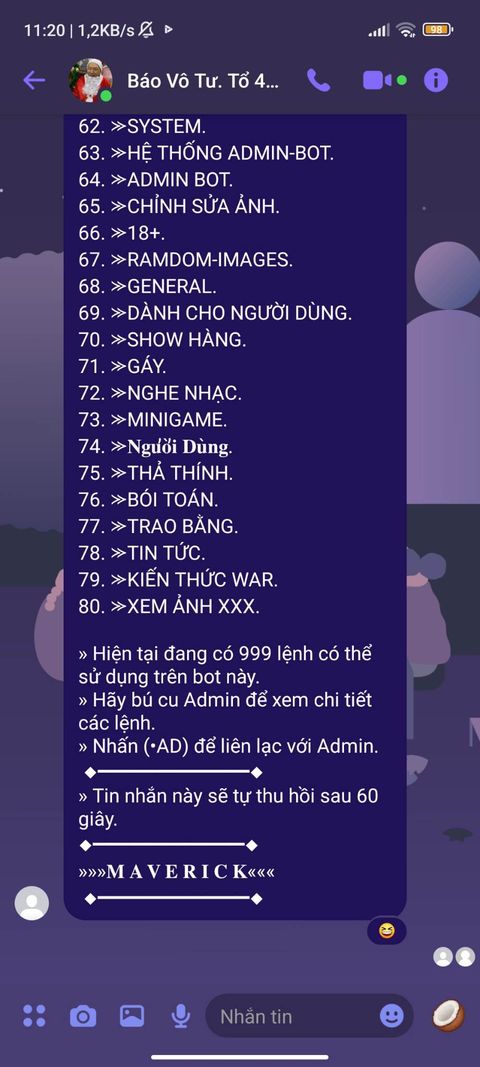 11:20 | 1,2KB/s
98
Báo Vô Tư. Tổ 4...
62. ≫SYSTEM.
63. ≫HỆ THỐNG ADMIN-BOT.
64. ≫ADMIN BOT.
65. ≫CHỈNH SỬA ẢNH.
66. ≫18+.
67. ≫RAMDOM-IMAGES.
68. ≫GENERAL.
69. ≫DÀNH CHO NGƯỜI DÙNG.
70. ≫SHOW HÀNG.
71. ≫GÁY.
72. ≫NGHE NHẠC.
73. ≫MINIGAME.
74. ≫Người Dùng.
75. ≫THẢ THÍNH.
76. ≫BÓI TOÁN.
77. ≫TRAO BẰNG.
78. ≫TIN TỨC.
79. ≫KIẾN THỨC WAR.
80. ≫XEM ẢNH XXX.
» Hiện tại đang có 999 lệnh có thể
sử dụng trên bot này.
» Hãy bú cu Admin để xem chi tiết
các lệnh.
» Nhấn (•AD) để liên lạc với Admin.
» Tin nhắn này sẽ tự thu hồi sau 60
giây.
»»»M A V E R I C K«««
Nhắn tin